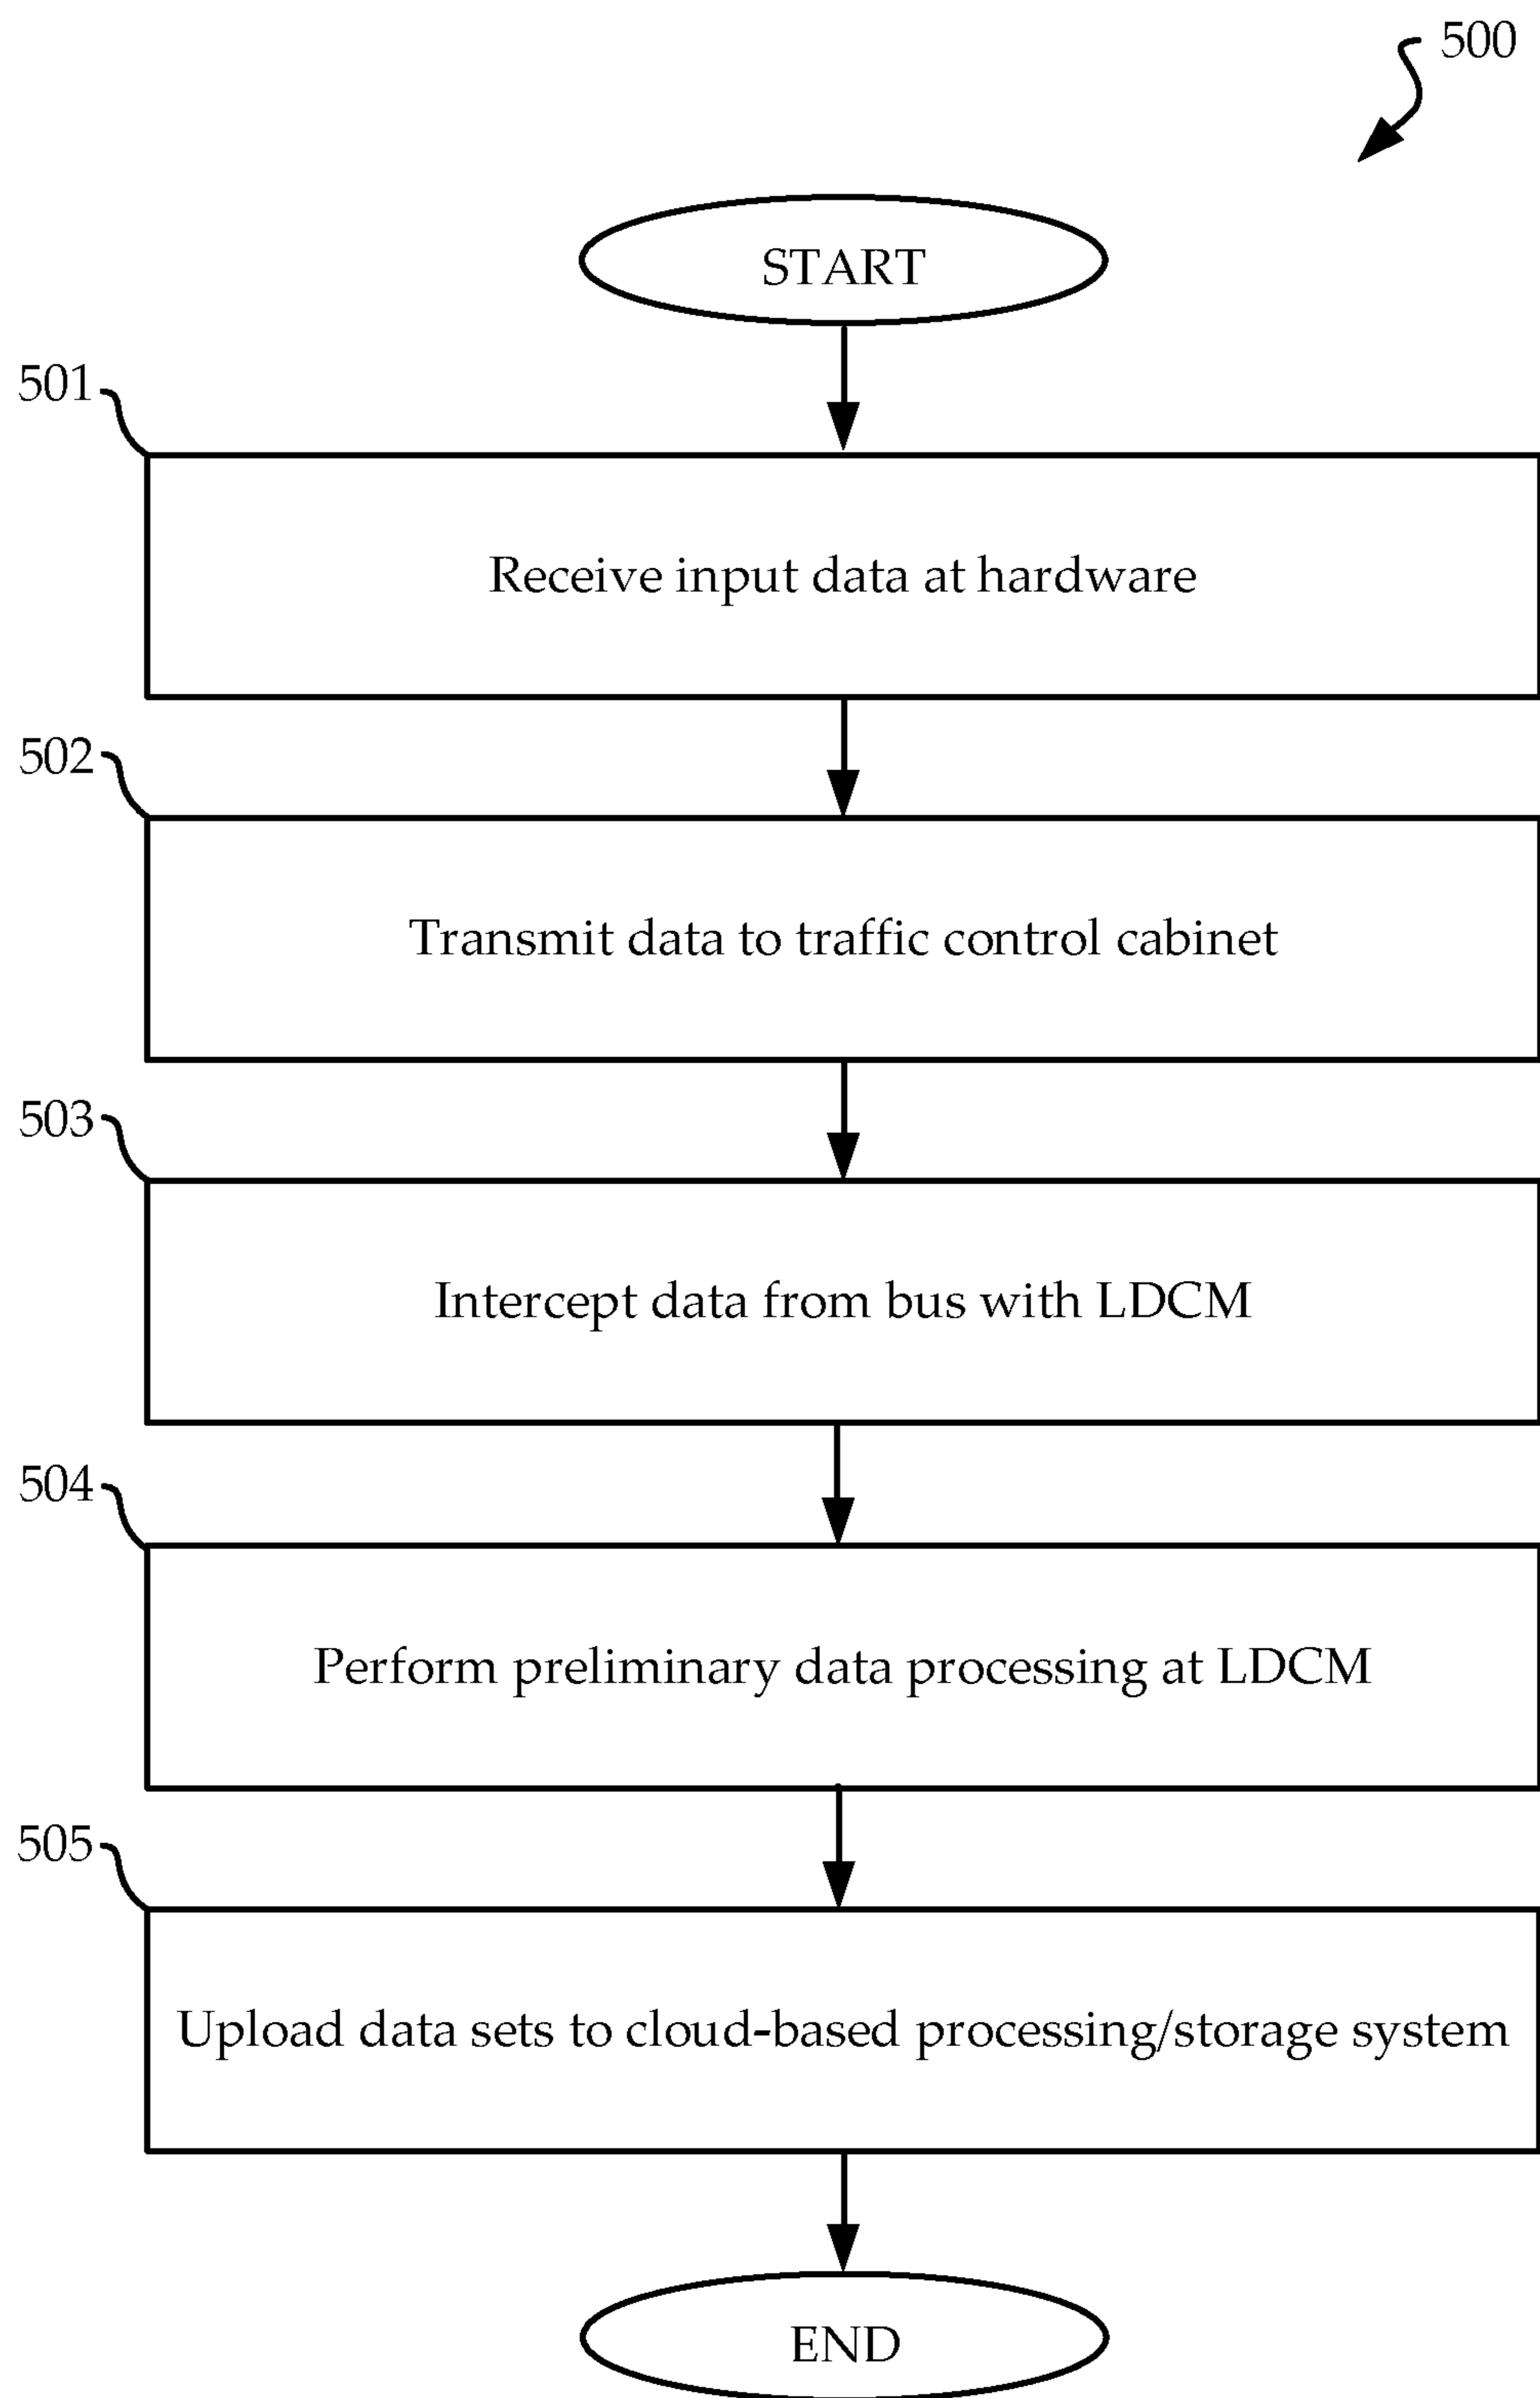 500
START
501
Receive input data at hardware
502
Transmit data to traffic control cabinet
503
Intercept data from bus with LDCM
504
Perform preliminary data processing at LDCM
505
Upload data sets to cloud-based processing/storage system
END